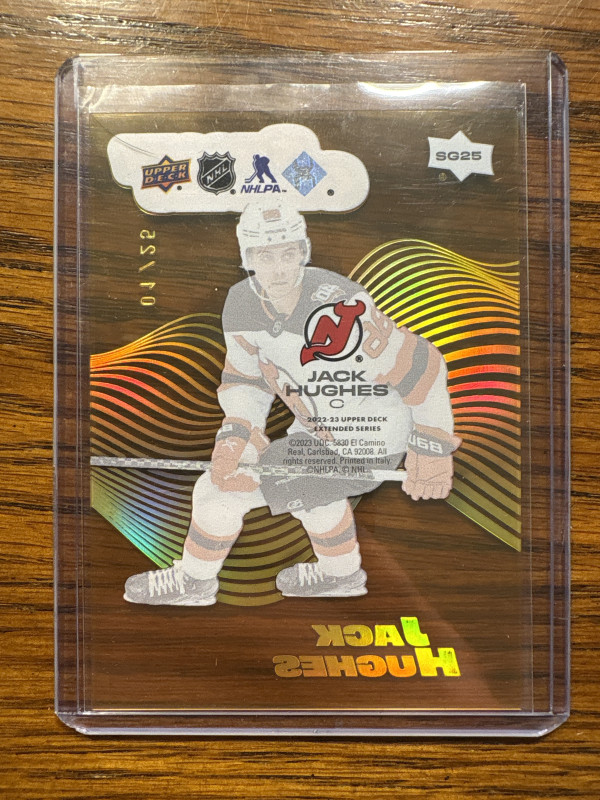 UPPER
DECK
NHL
NHLPA
SG25
01/25
JACK
HUGHES
C
2022-23 UPPER DECK
EXTENDED SERIES
©2023 UDC. 5830 El Camino
Real, Carlsbad, CA 92008. All
rights reserved. Printed in Italy.
©NHLPA, © NHL.
JACK
HUGHES